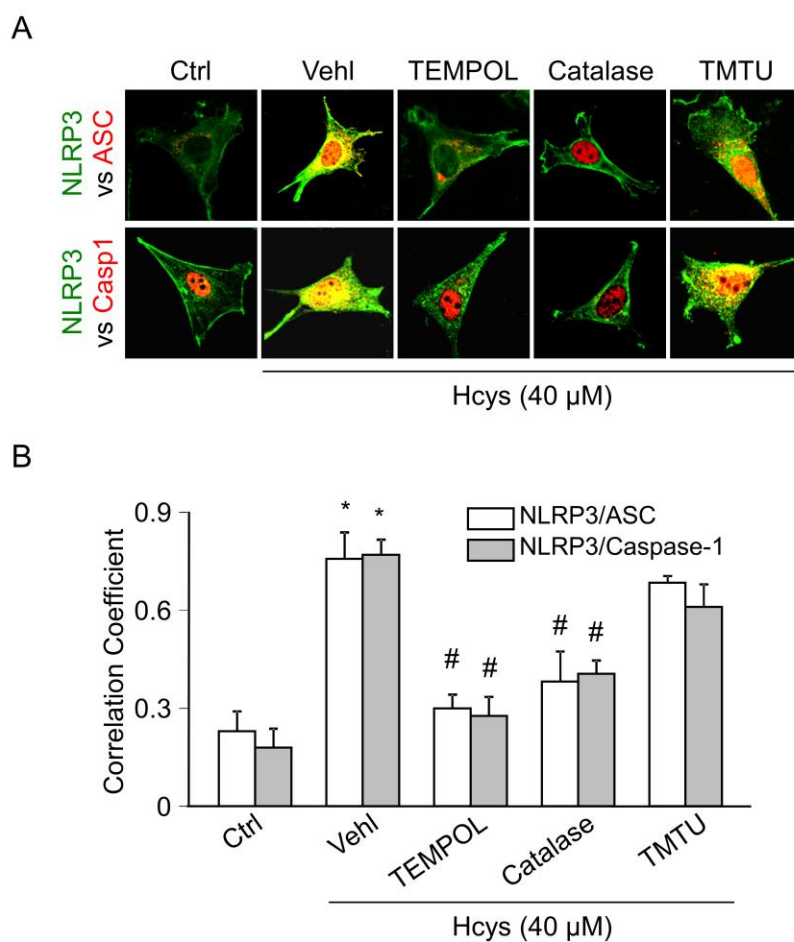 A
Ctrl Vehl TEMPOL Catalase TMTU
NLRP3
vs ASC
NLRP3
vs Casp1
Hcys (40 μM)
B
Correlation Coefficient
0.9
0.6
0.3
0
* *
# #
# #
NLRP3/ASC
NLRP3/Caspase-1
Ctrl Vehl TEMPOL Catalase TMTU
Hcys (40 μM)